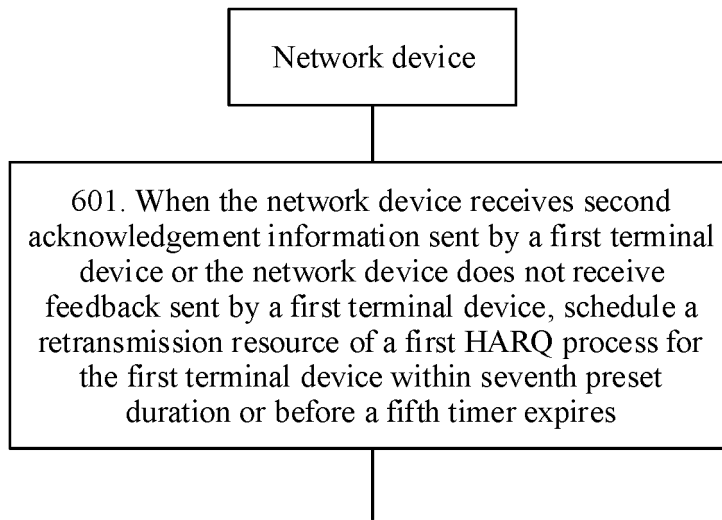 Network device
601. When the network device receives second
acknowledgement information sent by a first terminal
device or the network device does not receive
feedback sent by a first terminal device, schedule a
retransmission resource of a first HARQ process for
the first terminal device within seventh preset
duration or before a fifth timer expires